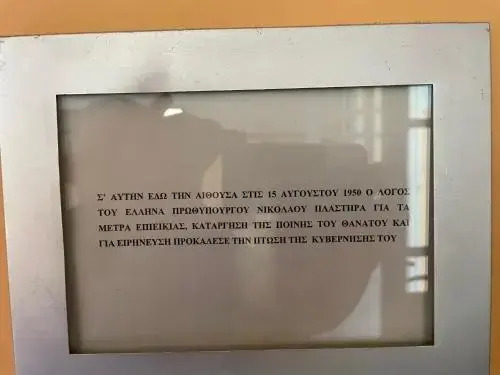 Σ' ΑΥΤΗΝ ΕΔΩ ΤΗΝ ΑΙΘΟΥΣΑ ΣΤΙΣ 15 ΑΥΓΟΥΣΤΟΥ 1950 Ο ΛΟΓΟΣ
ΤΟΥ ΕΛΛΗΝΑ ΠΡΩΘΥΠΟΥΡΓΟΥ ΝΙΚΟΛΑΟΥ ΠΛΑΣΤΗΡΑ ΓΙΑ ΤΑ
ΜΕΤΡΑ ΕΠΙΕΙΚΙΑΣ, ΚΑΤΑΡΓΗΣΗ ΤΗΣ ΠΟΙΝΗΣ ΤΟΥ ΘΑΝΑΤΟΥ ΚΑΙ
ΓΙΑ ΕΙΡΗΝΕΥΣΗ ΠΡΟΚΑΛΕΣΕ ΤΗΝ ΠΤΩΣΗ ΤΗΣ ΚΥΒΕΡΝΗΣΗΣ ΤΟΥ